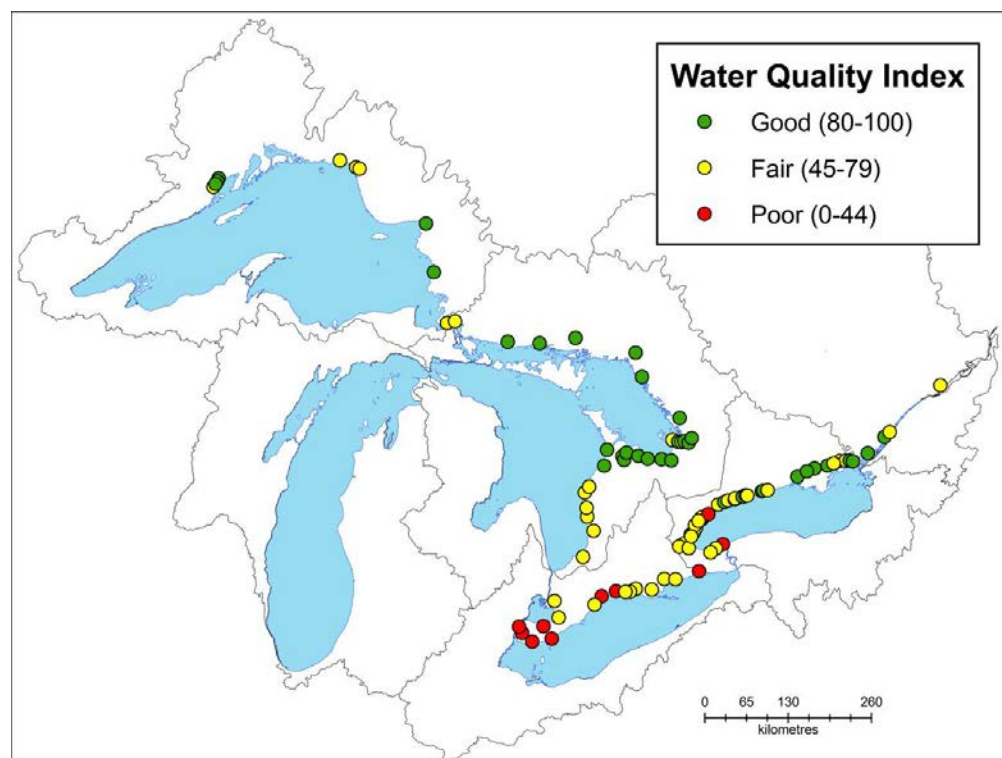 Water Quality Index
Good (80-100)
Fair (45-79)
Poor (0-44)
0 65 130 260
kilometres